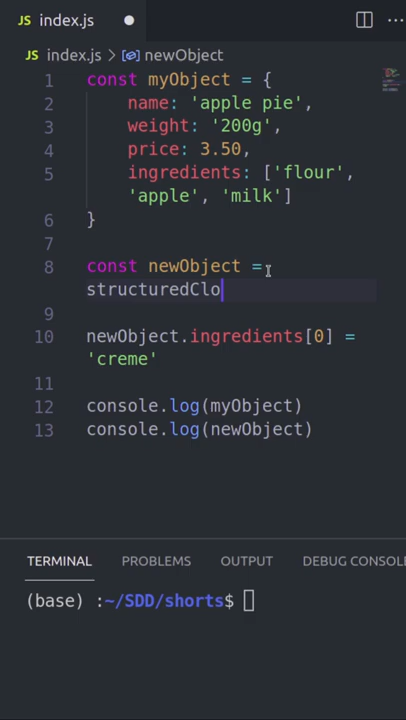 JS index.js
JS index.js > newObject
1 const myObject = {
2 name: 'apple pie',
3 weight: '200g',
4 price: 3.50,
5 ingredients: ['flour',
'apple', 'milk']
6 }
7
8 const newObject =
structuredClo
9
10 newObject.ingredients[0] =
'creme'
11
12 console.log(myObject)
13 console.log(newObject)
TERMINAL PROBLEMS OUTPUT DEBUG CONSOL
(base) :~/SDD/shorts$